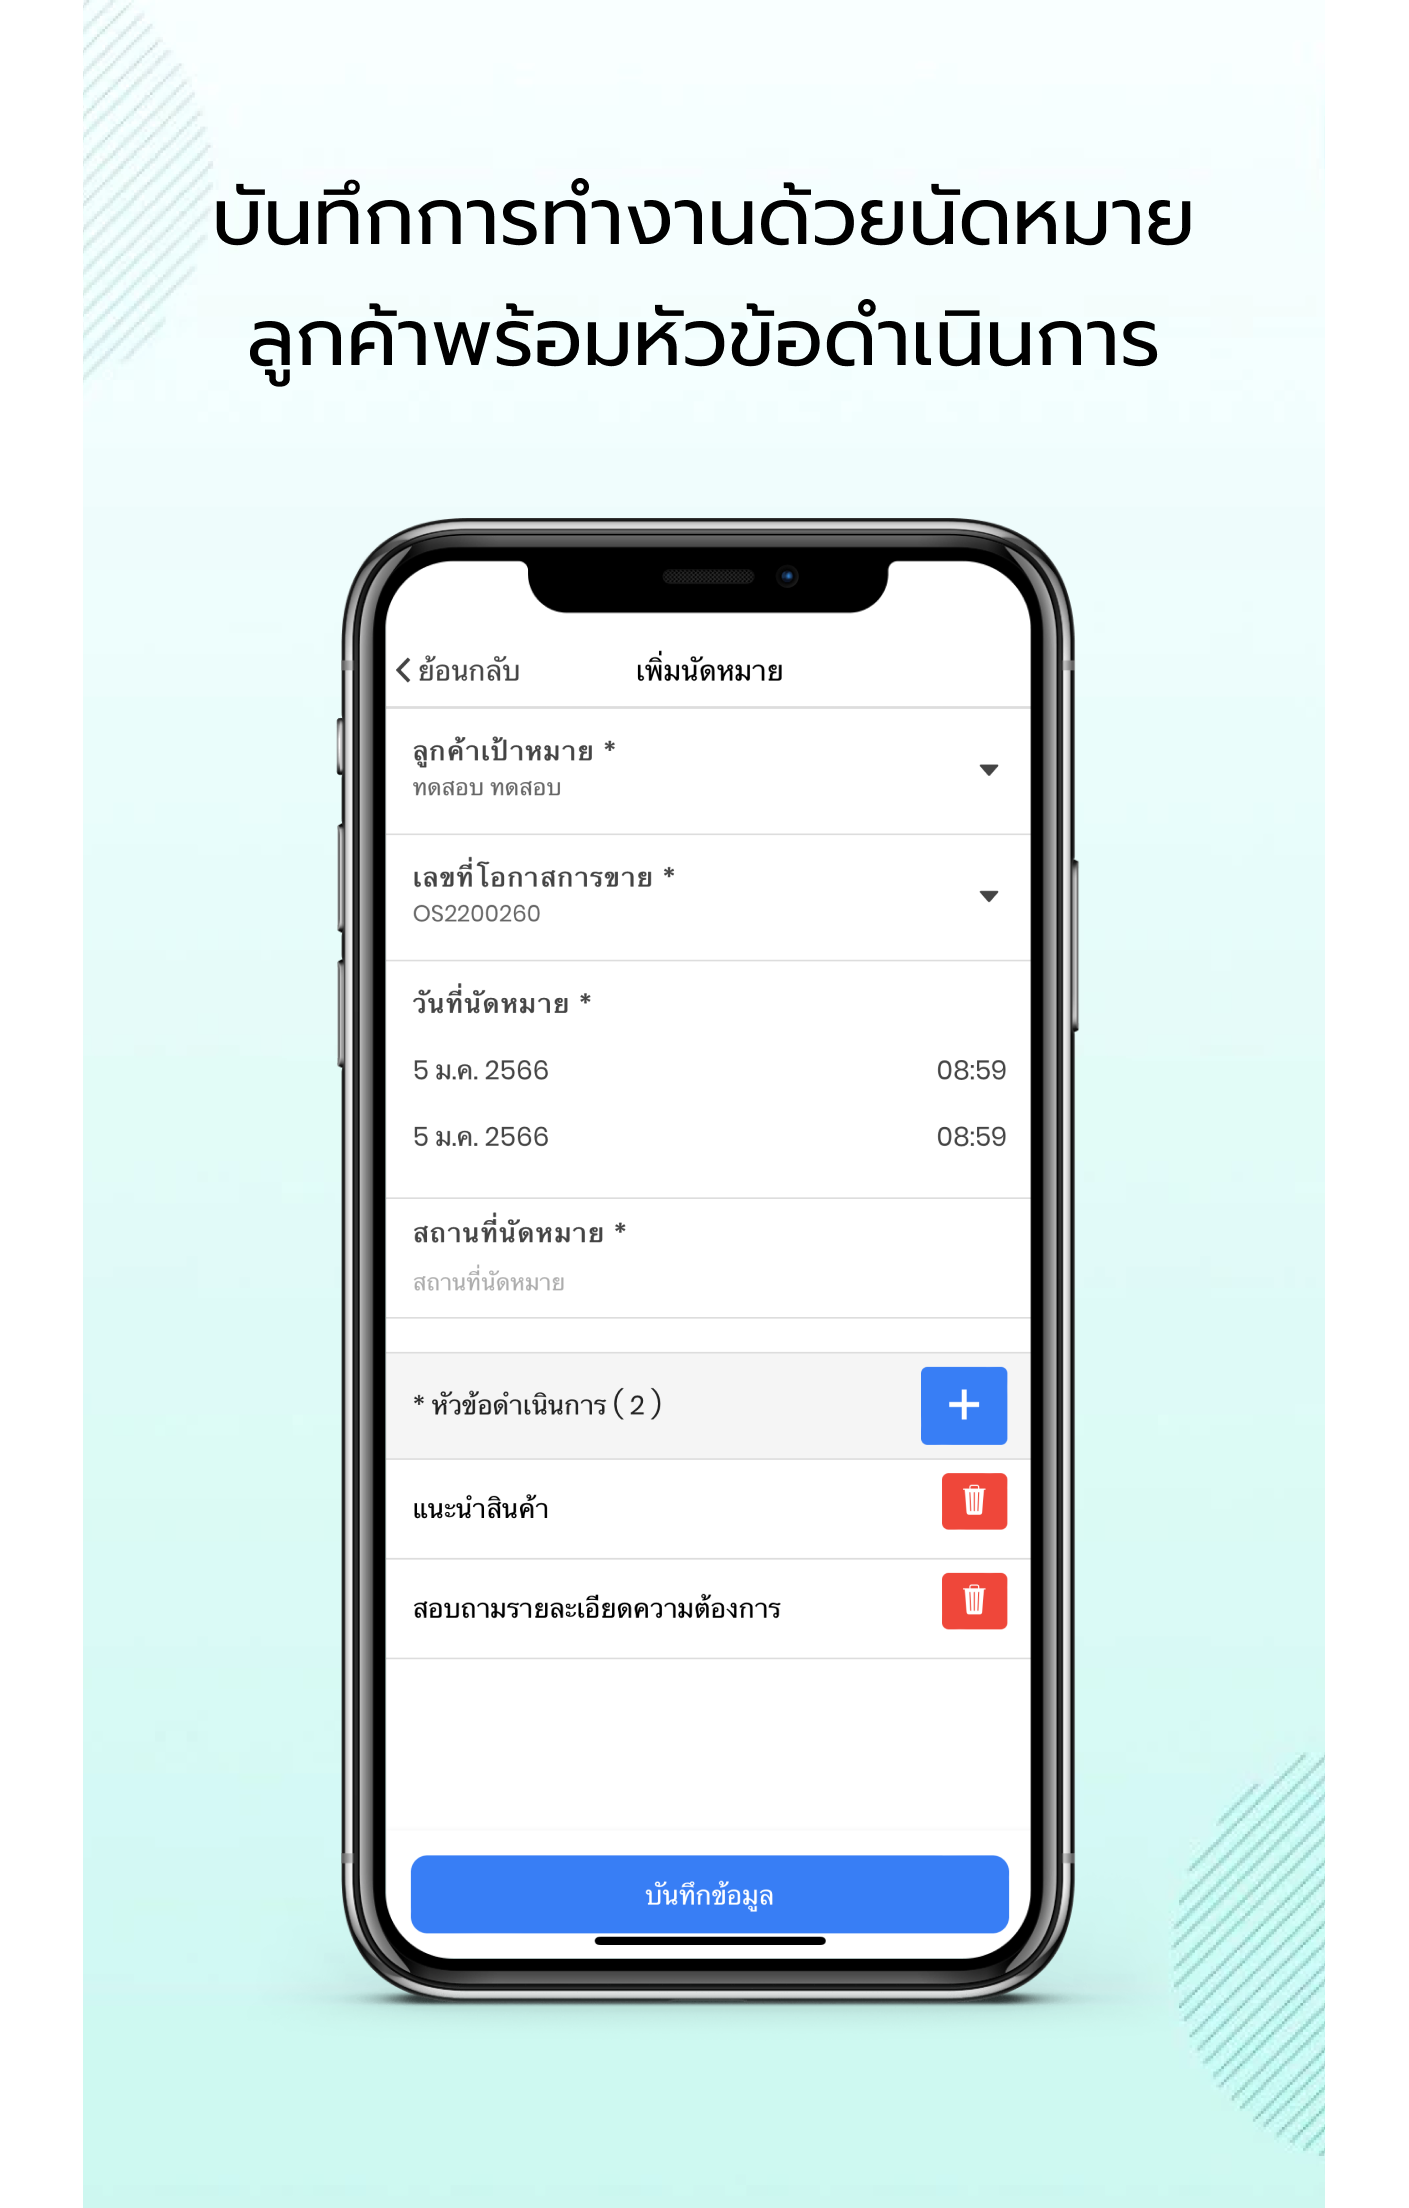 บันทึกการทำงานด้วยนัดหมาย
ลูกค้าพร้อมหัวข้อดำเนินการ
ย้อนกลับ
เพิ่มนัดหมาย
ลูกค้าเป้าหมาย *
ทดสอบ ทดสอบ
เลขที่โอกาสการขาย *
OS2200260
วันที่นัดหมาย *
5 ม.ค. 2566 08:59
5 ม.ค. 2566 08:59
สถานที่นัดหมาย *
สถานที่นัดหมาย
* หัวข้อดำเนินการ ( 2 )
แนะนำสินค้า
สอบถามรายละเอียดความต้องการ
บันทึกข้อมูล